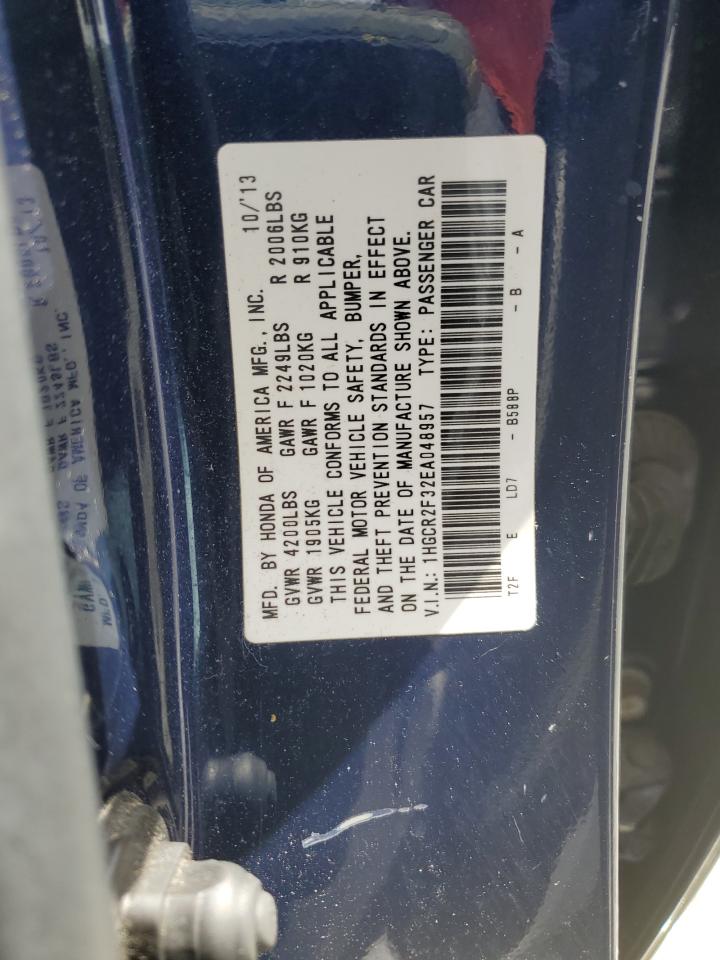 MFD. BY HONDA OF AMERICA MFG., INC. 10/'13
GVWR 4200LBS GAWR F 2249LBS R 2006LBS
GVWR 1905KG GAWR F 1020KG R 910KG
THIS VEHICLE CONFORMS TO ALL APPLICABLE
FEDERAL MOTOR VEHICLE SAFETY, BUMPER,
AND THEFT PREVENTION STANDARDS IN EFFECT
ON THE DATE OF MANUFACTURE SHOWN ABOVE.
V.I.N.: 1HGCR2F32EA048957 TYPE: PASSENGER CAR
T2F E LD7 - B588P - B - A